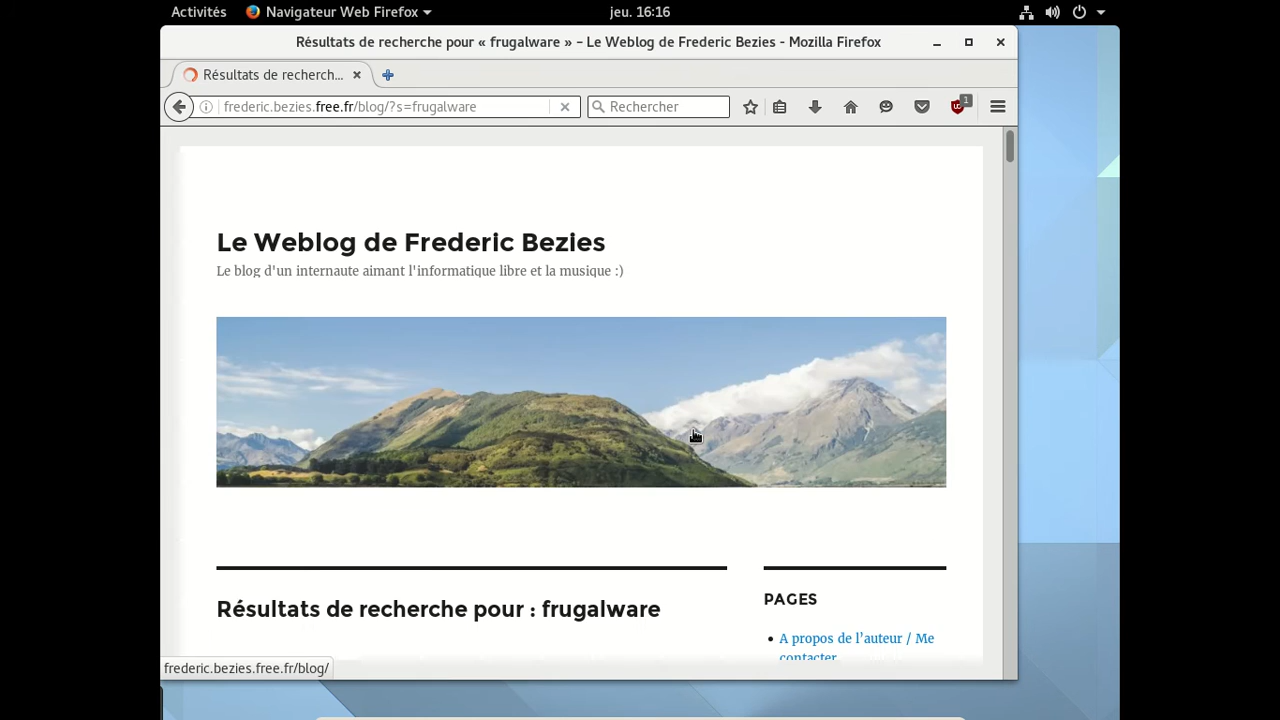 Activités Navigateur Web Firefox jeu. 16:16
Résultats de recherche pour « frugalware » – Le Weblog de Frederic Bezies - Mozilla Firefox
Résultats de recherch...
frederic.bezies.free.fr/blog/?s=frugalware Rechercher 1
Le Weblog de Frederic Bezies
Le blog d'un internaute aimant l'informatique libre et la musique :)
Résultats de recherche pour : frugalware
PAGES
A propos de l'auteur / Me
contacter
frederic.bezies.free.fr/blog/